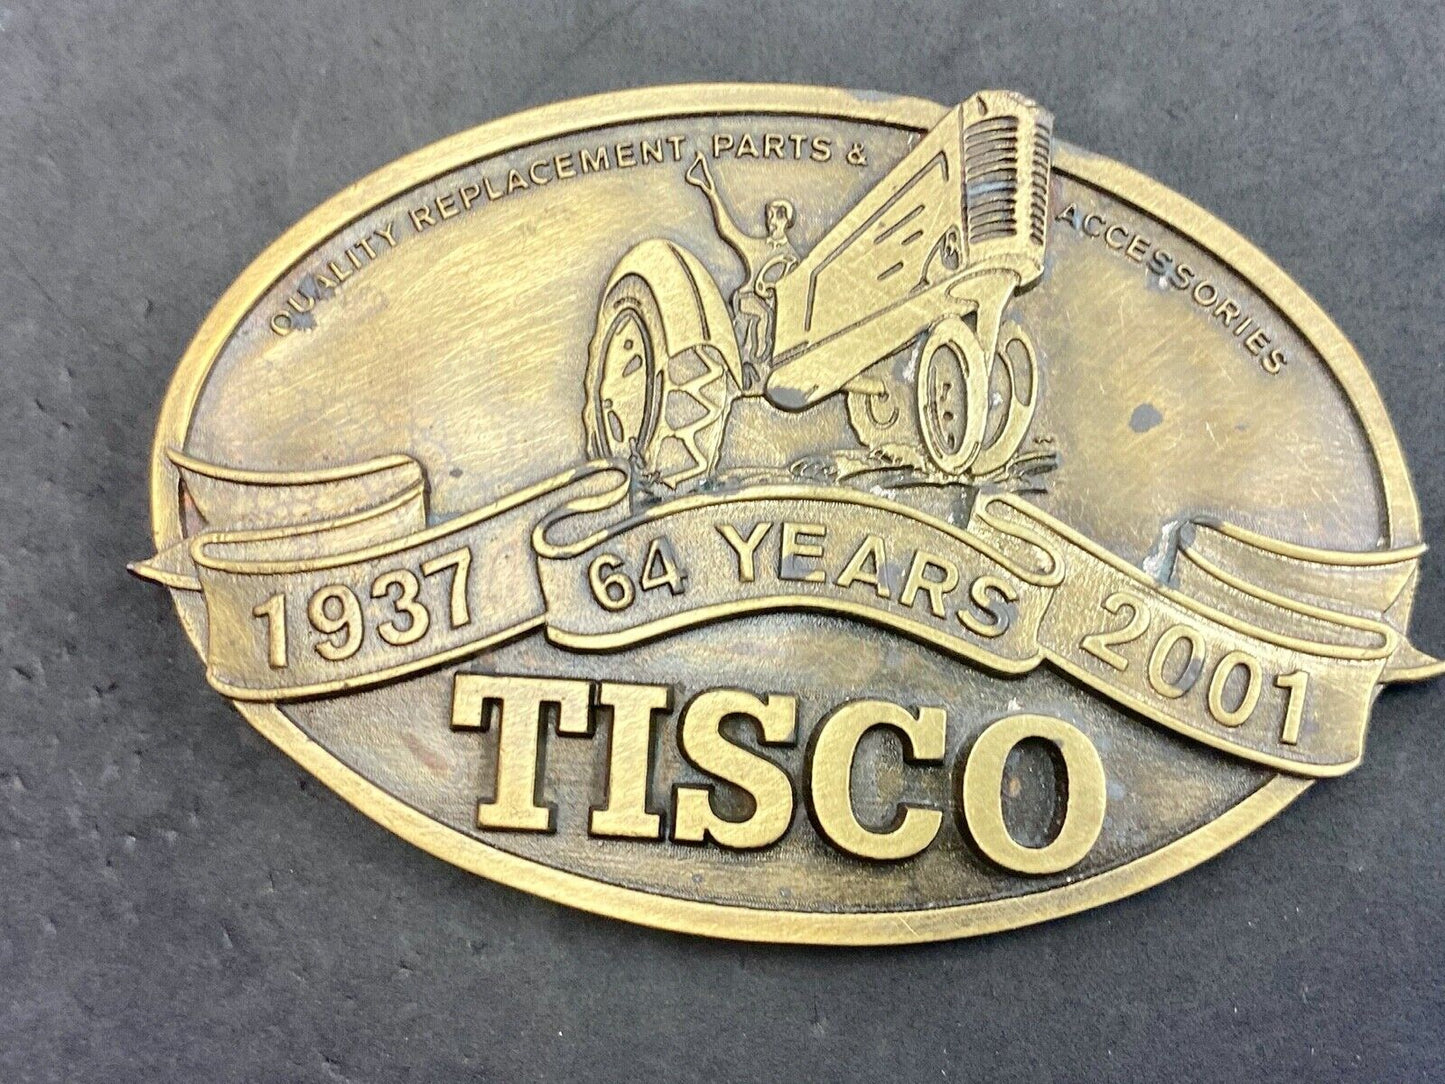 QUALITY REPLACEMENT PARTS & ACCESSORIES
1937 64 YEARS 2001
TISCO